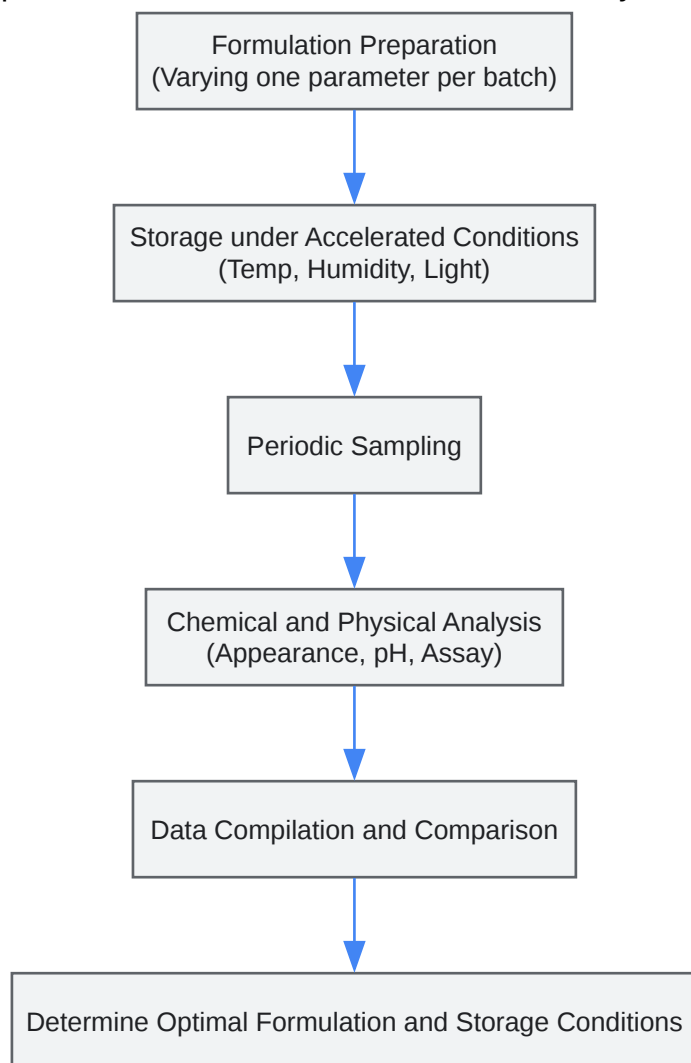 Formulation Preparation
(Varying one parameter per batch)
Storage under Accelerated Conditions
(Temp, Humidity, Light)
Periodic Sampling
Chemical and Physical Analysis
(Appearance, pH, Assay)
Data Compilation and Comparison
Determine Optimal Formulation and Storage Conditions